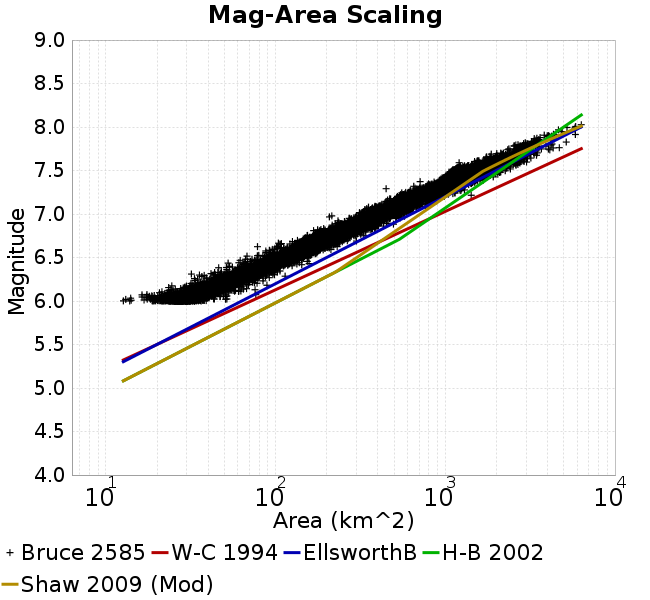 Mag-Area Scaling
Magnitude
9.0
8.5
8.0
7.5
7.0
6.5
6.0
5.5
5.0
4.5
4.0
10^1 10^2 10^3 10^4
Area (km^2)
Bruce 2585 W-C 1994 EllsworthB H-B 2002
Shaw 2009 (Mod)